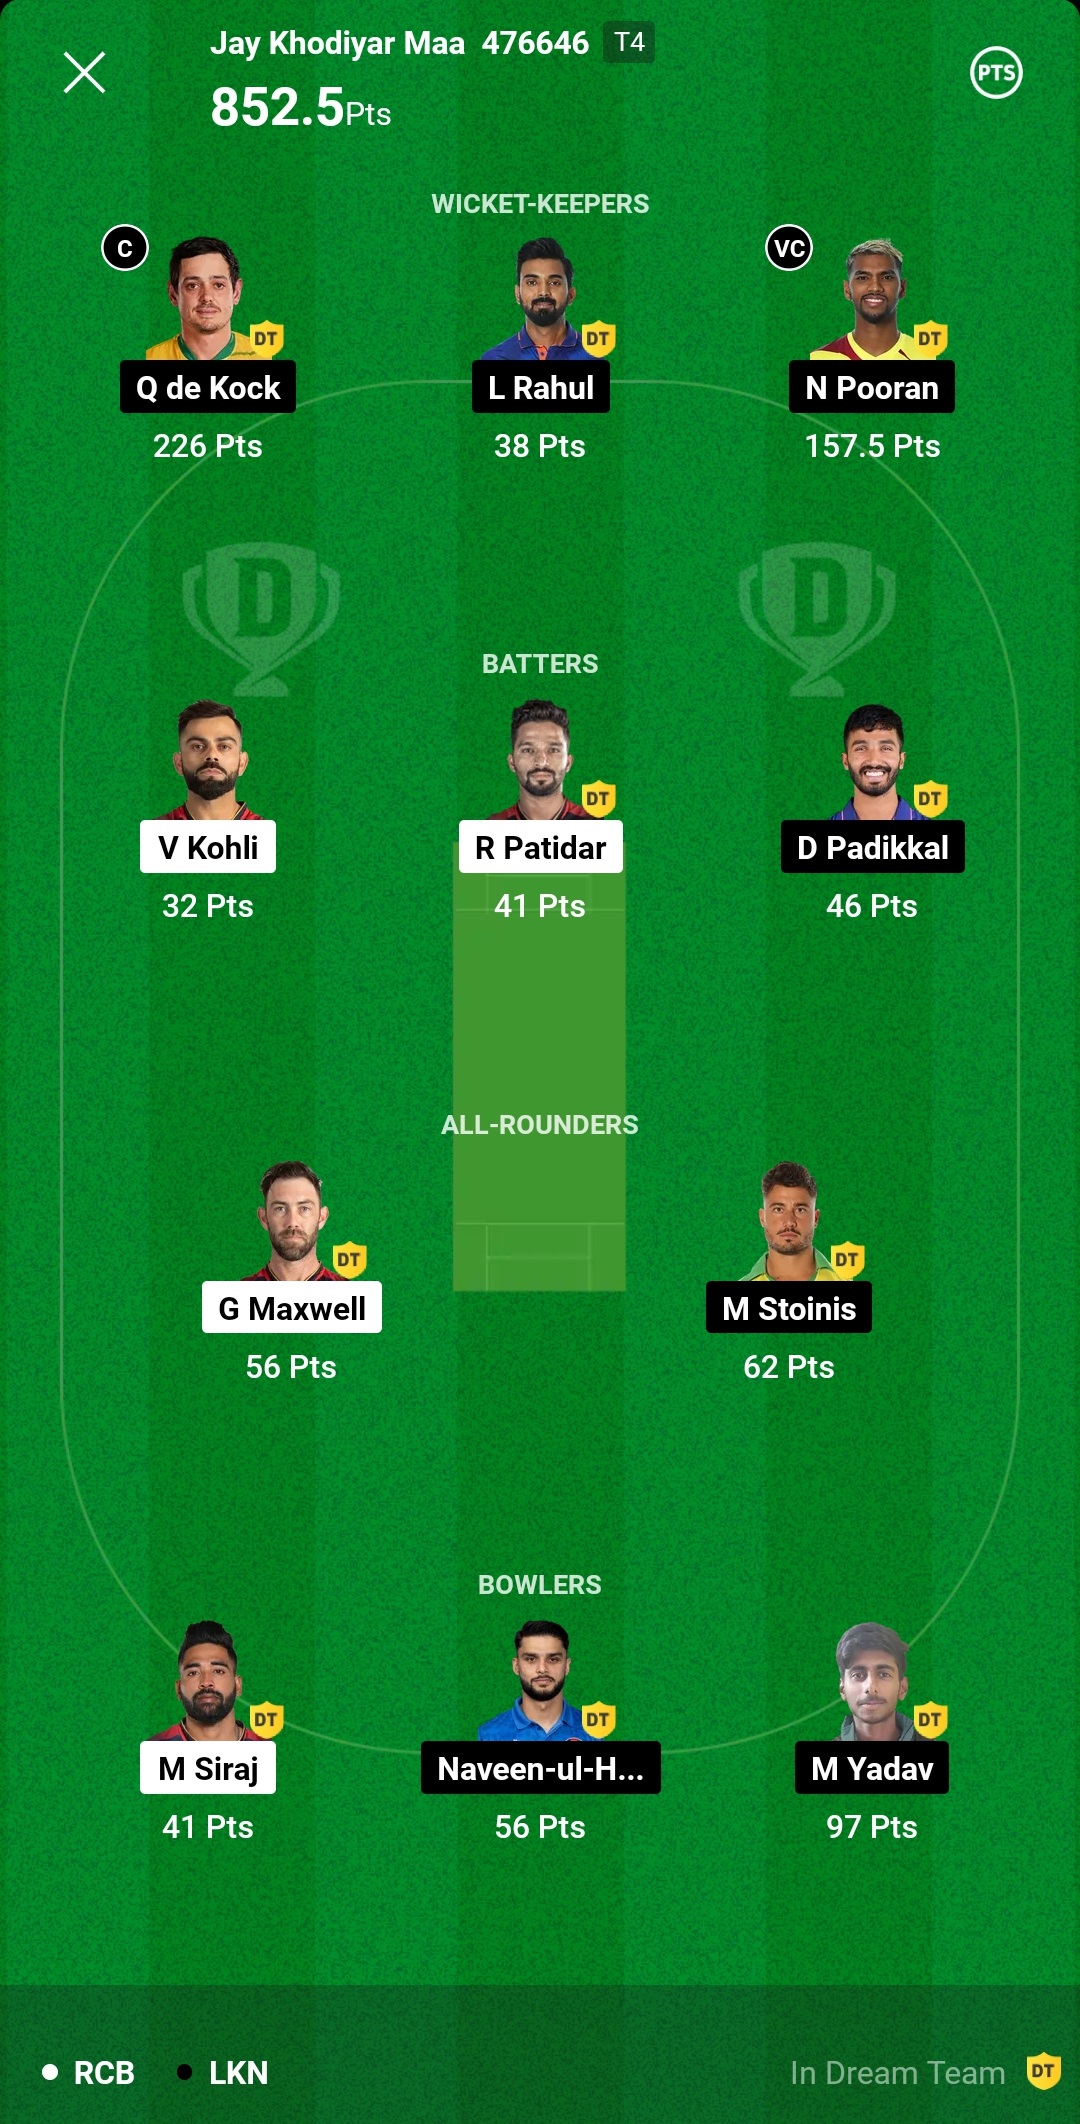 Jay Khodiyar Maa 476646 T4
PTS
852.5Pts
WICKET-KEEPERS
C
VC
DT DT DT
Q de Kock L Rahul N Pooran
226 Pts 38 Pts 157.5 Pts
D D
BATTERS
DT DT
V Kohli R Patidar D Padikkal
32 Pts 41 Pts 46 Pts
ALL-ROUNDERS
DT DT
G Maxwell M Stoinis
56 Pts 62 Pts
BOWLERS
DT DT DT
M Siraj Naveen-ul-H... M Yadav
41 Pts 56 Pts 97 Pts
RCB LKN In Dream Team DT